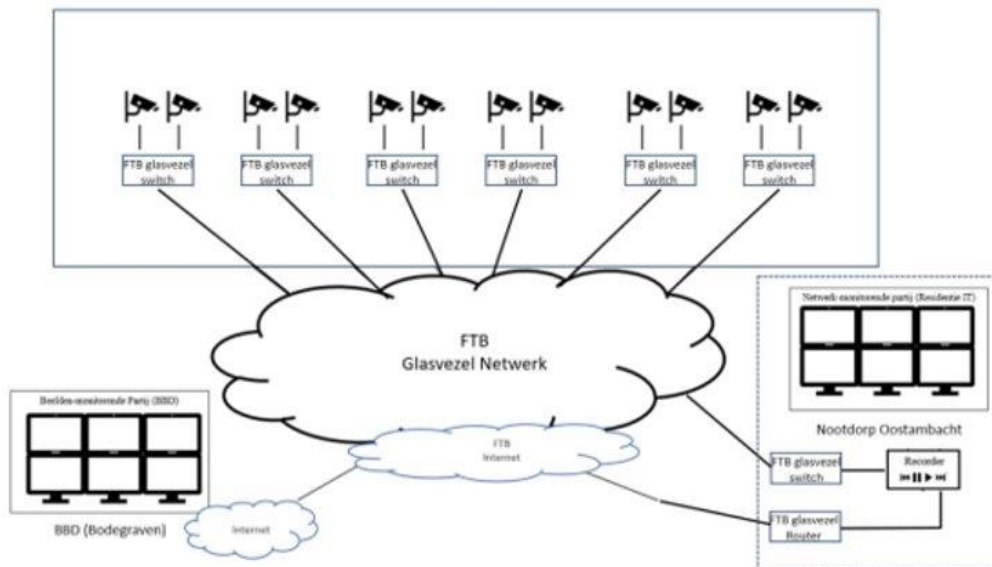 FTB glasvezel
switch
FTB glasvezel
switch
FTB glasvezel
switch
FTB glasvezel
switch
FTB glasvezel
switch
FTB glasvezel
switch
FTB
Glasvezel Netwerk
Netwerk-monitorende partij (Residentie IT)
Nootdorp Oostambacht
Beelden-monitorende Partij (BBD)
BBD (Bodegraven)
FTB
Internet
Internet
FTB glasvezel
switch
Recorder
FTB glasvezel
Router